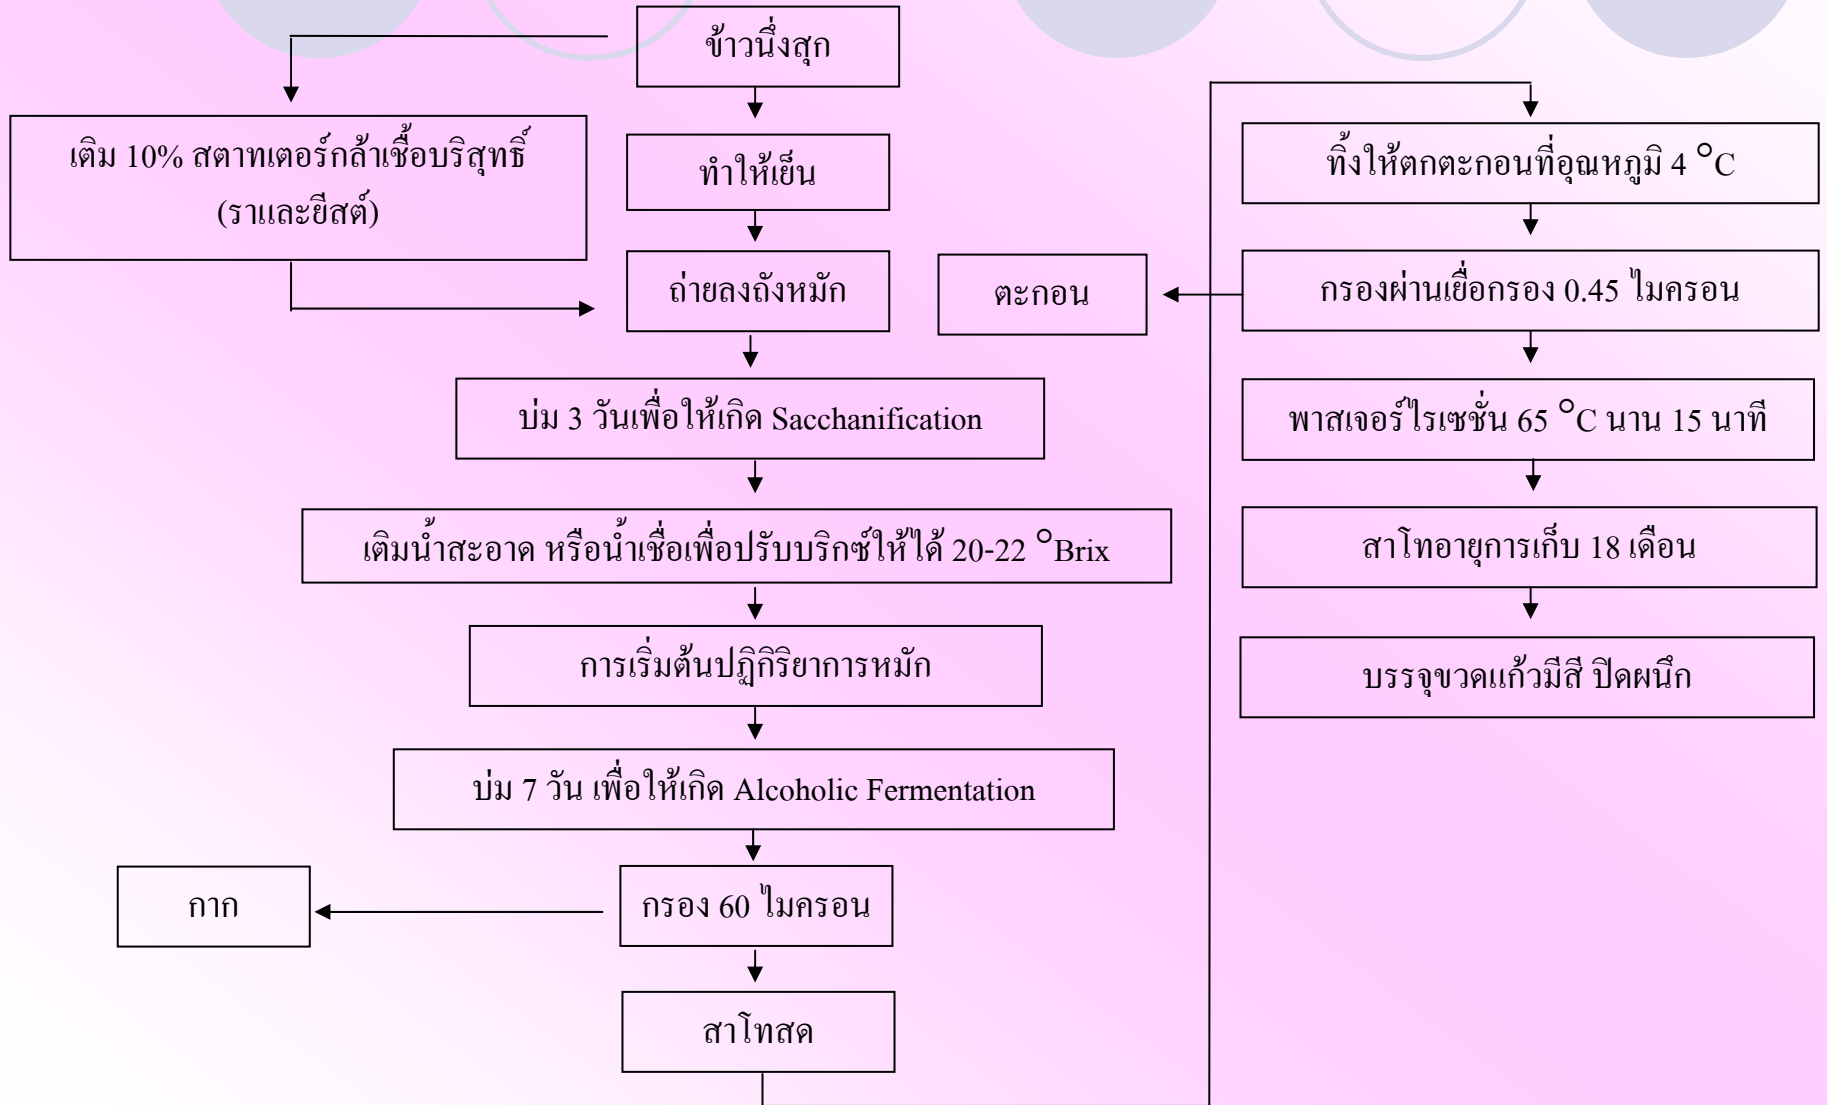 ข้าวนึ่งสุก
เติม 10% สตาทเตอร์กล้าเชื้อบริสุทธิ์
(ราและยีสต์)
ทำให้เย็น
ถ่ายลงถังหมัก
บ่ม 3 วันเพื่อให้เกิด Sacchanification
เติมน้ำสะอาด หรือน้ำเชื่อเพื่อปรับบริกซ์ให้ได้ 20-22 °Brix
การเริ่มต้นปฏิกิริยาการหมัก
บ่ม 7 วัน เพื่อให้เกิด Alcoholic Fermentation
กรอง 60 ไมครอน
กาก
สาโทสด
ทิ้งให้ตกตะกอนที่อุณหภูมิ 4 °C
กรองผ่านเยื่อกรอง 0.45 ไมครอน
ตะกอน
พาสเจอร์ไรเซชั่น 65 °C นาน 15 นาที
สาโทอายุการเก็บ 18 เดือน
บรรจุขวดแก้วมีสี ปิดผนึก